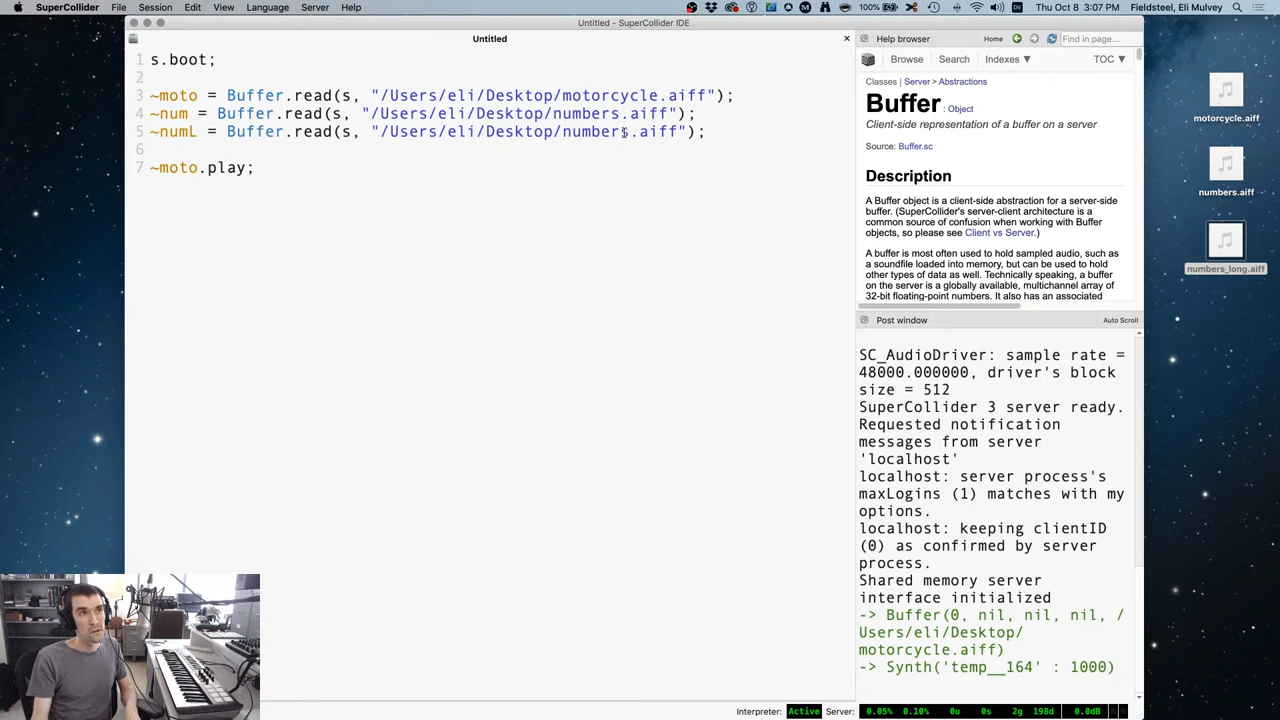 SuperCollider File Session Edit View Language Server Help 100% Thu Oct 8 3:07 PM Fieldsteel, Eli Mulvey
Untitled - SuperCollider IDE
Untitled
1 s.boot;
2
3 ~moto = Buffer.read(s, "/Users/eli/Desktop/motorcycle.aiff");
4 ~num = Buffer.read(s, "/Users/eli/Desktop/numbers.aiff");
5 ~numL = Buffer.read(s, "/Users/eli/Desktop/numbers.aiff");
6
7 ~moto.play;
Help browser Home Find in page...
Browse Search Indexes ▼ TOC ▼
Classes | Server > Abstractions
Buffer : Object
Client-side representation of a buffer on a server
Source: Buffer.sc
Description
A Buffer object is a client-side abstraction for a server-side
buffer. (SuperCollider's server-client architecture is a
common source of confusion when working with Buffer
objects, so please see Client vs Server.)
A buffer is most often used to hold sampled audio, such as
a soundfile loaded into memory, but can be used to hold
other types of data as well. Technically speaking, a buffer
on the server is a globally available, multichannel array of
32-bit floating-point numbers. It also has an associated
Post window Auto Scroll
SC_AudioDriver: sample rate =
48000.000000, driver's block
size = 512
SuperCollider 3 server ready.
Requested notification
messages from server
'localhost'
localhost: server process's
maxLogins (1) matches with my
options.
localhost: keeping clientID
(0) as confirmed by server
process.
Shared memory server
interface initialized
-> Buffer(0, nil, nil, nil, /
Users/eli/Desktop/
motorcycle.aiff)
-> Synth('temp__164' : 1000)
Interpreter: Active Server: 0.05% 0.10% 0u 0s 2g 198d 0.0dB
motorcycle.aiff
numbers.aiff
numbers_long.aiff